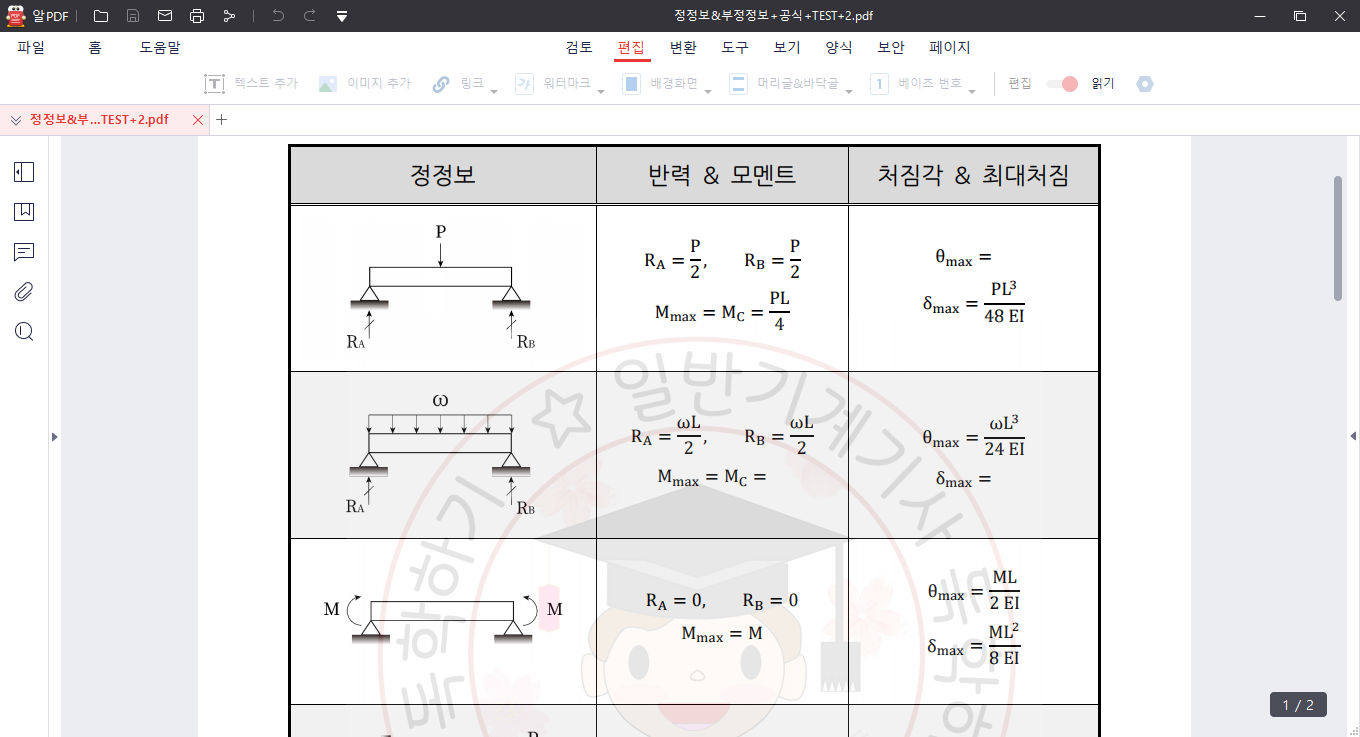 알PDF
정정보&부정정보+공식+TEST+2.pdf
파일 홈 도움말 검토 편집 변환 도구 보기 양식 보안 페이지
텍스트 추가 이미지 추가 링크 워터마크 배경화면 머리글&바닥글 베이즈 번호 편집 읽기
정정보&부...TEST+2.pdf
정정보 반력 & 모멘트 처짐각 & 최대처짐
P
R_A = P/2, R_B = P/2
M_max = M_C = PL/4
θ_max =
δ_max = PL³/48 EI
R_A R_B
ω
R_A = ωL/2, R_B = ωL/2
M_max = M_C =
θ_max = ωL³/24 EI
δ_max =
R_A R_B
M M
R_A = 0, R_B = 0
M_max = M
θ_max = ML/2 EI
δ_max = ML²/8 EI
독학하기 ☆ 일반기계기사 독학
1 / 2